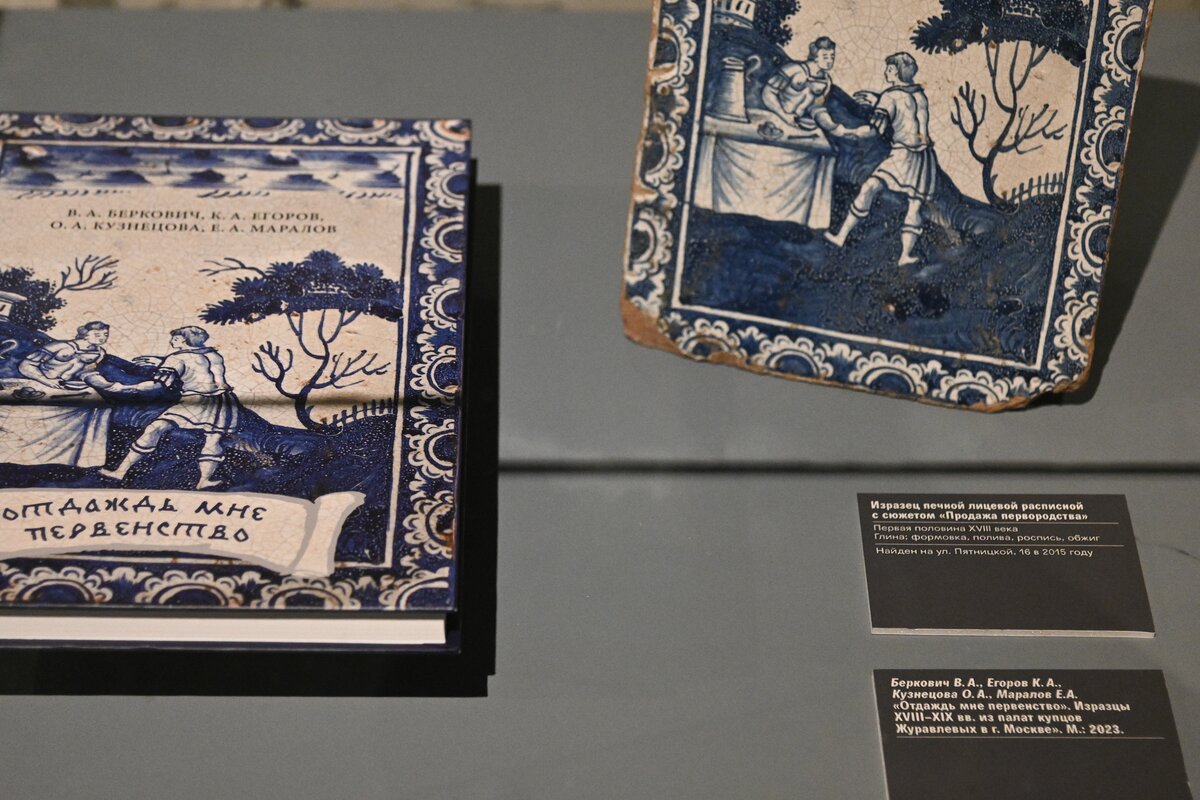 В. А. БЕРКОВИЧ, К. А. ЕГОРОВ,
О. А. КУЗНЕЦОВА, Е. А. МАРАЛОВ
ОТДАЖДЬ МНЕ
ПЕРВЕНСТВО
Изразец печной лицевой расписной
с сюжетом «Продажа первородства»
Первая половина XVIII века
Глина; формовка, полива, роспись, обжиг
Найден на ул. Пятницкой, 16 в 2015 году
Беркович В. А., Егоров К. А.,
Кузнецова О. А., Маралов Е.А.
«Отдаждь мне первенство». Изразцы
XVIII–XIX вв. из палат купцов
Журавлевых в г. Москве». М.: 2023.